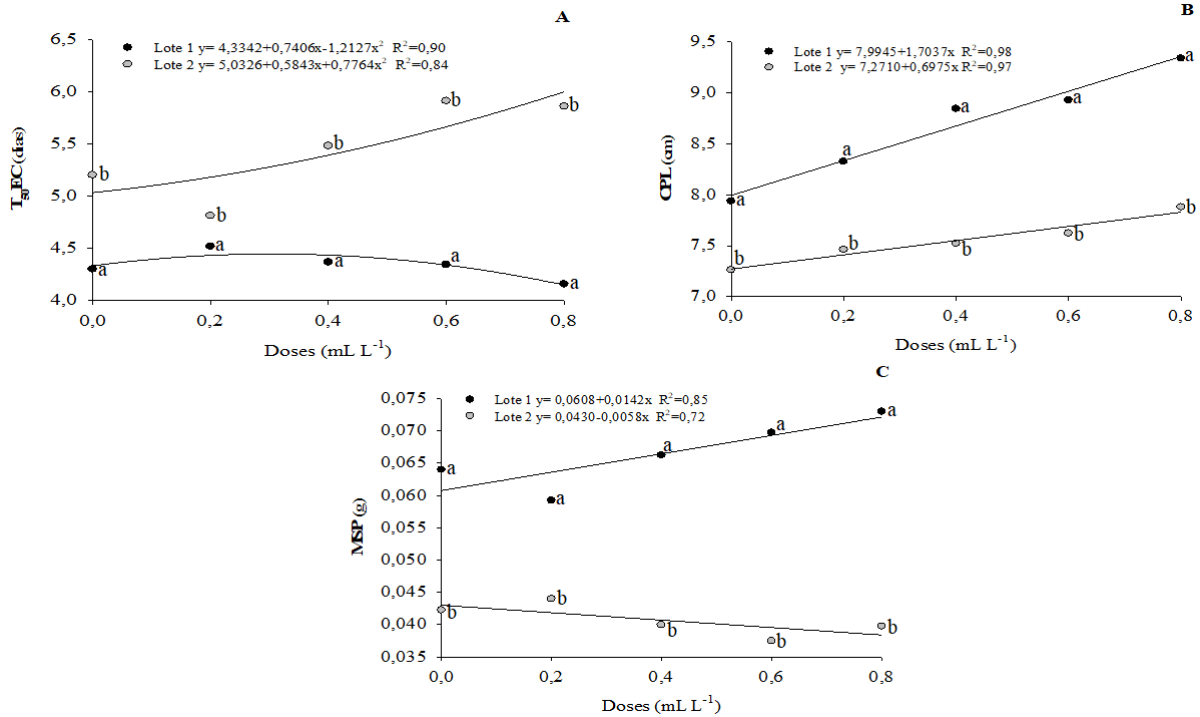 A
Lote 1 y= 4,3342+0,7406x-1,2127x² R²=0,90
Lote 2 y= 5,0326+0,5843x+0,7764x² R²=0,84
T₅₀EC (dias)
6,5
6,0
5,5
5,0
4,5
4,0
b
b
b
b
b
a
a
a
a
a
0,0 0,2 0,4 0,6 0,8
Doses (mL L⁻¹)
B
Lote 1 y= 7,9945+1,7037x R²=0,98
Lote 2 y= 7,2710+0,6975x R²=0,97
CPL (cm)
9,5
9,0
8,5
8,0
7,5
7,0
a
a
a
a
a
b
b
b
b
b
0,0 0,2 0,4 0,6 0,8
Doses (mL L⁻¹)
C
Lote 1 y= 0,0608+0,0142x R²=0,85
Lote 2 y= 0,0430-0,0058x R²=0,72
MSP (g)
0,075
0,070
0,065
0,060
0,055
0,050
0,045
0,040
0,035
a
a
a
a
a
b
b
b
b
b
0,0 0,2 0,4 0,6 0,8
Doses (mL L⁻¹)